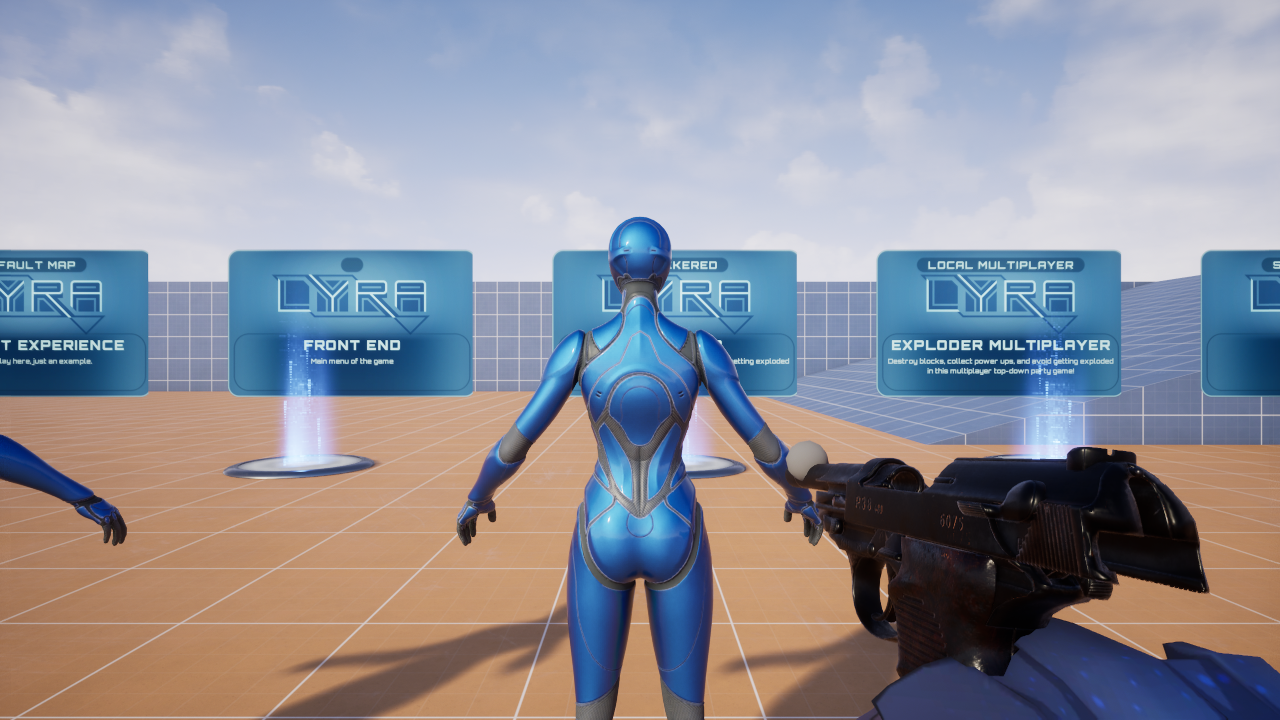 FAULT MAP
YRA
T EXPERIENCE
lay here, just an example.
LYRA
FRONT END
Main menu of the game
KERED
LYRA
etting exploded
LOCAL MULTIPLAYER
LYRA
EXPLODER MULTIPLAYER
Destroy blocks, collect power ups, and avoid getting exploded
in this multiplayer top-down party game!
S
L
P38
6075